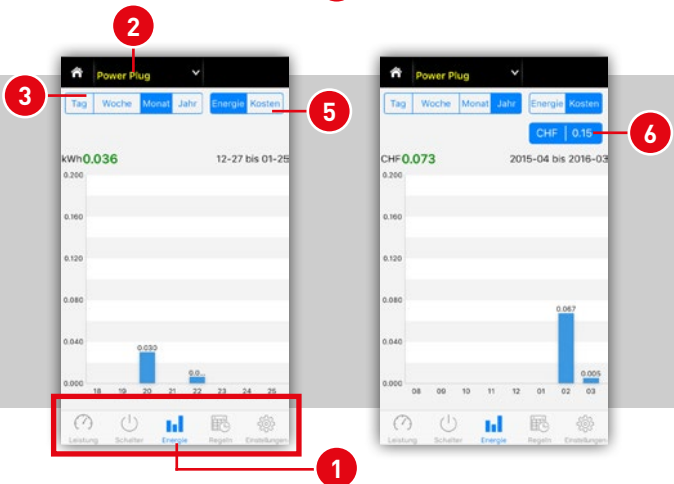 2
Power Plug
3
Tag Woche Monat Jahr Energie Kosten
5
kWh0.036 12-27 bis 01-25
0.200
0.160
0.120
0.080
0.040
0.000
0.030
0.0...
18 19 20 21 22 23 24 25
Leistung Schalter Energie Regeln Einstellungen
1
Power Plug
Tag Woche Monat Jahr Energie Kosten
CHF 0.15
6
CHF0.073 2015-04 bis 2016-03
0.200
0.160
0.120
0.080
0.040
0.000
0.067
0.005
08 09 10 11 12 01 02 03
Leistung Schalter Energie Regeln Einstellungen